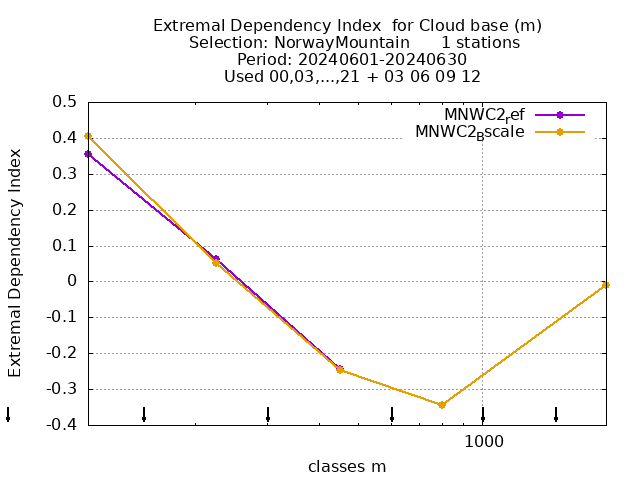 Extremal Dependency Index  for Cloud base (m)
Selection: NorwayMountain      1 stations
Period: 20240601-20240630
Used 00,03,...,21 + 03 06 09 12
MNWC2ref
MNWC2Bscale
0.5
0.4
0.3
0.2
0.1
0
-0.1
-0.2
-0.3
-0.4
Extremal Dependency Index
1000
classes m